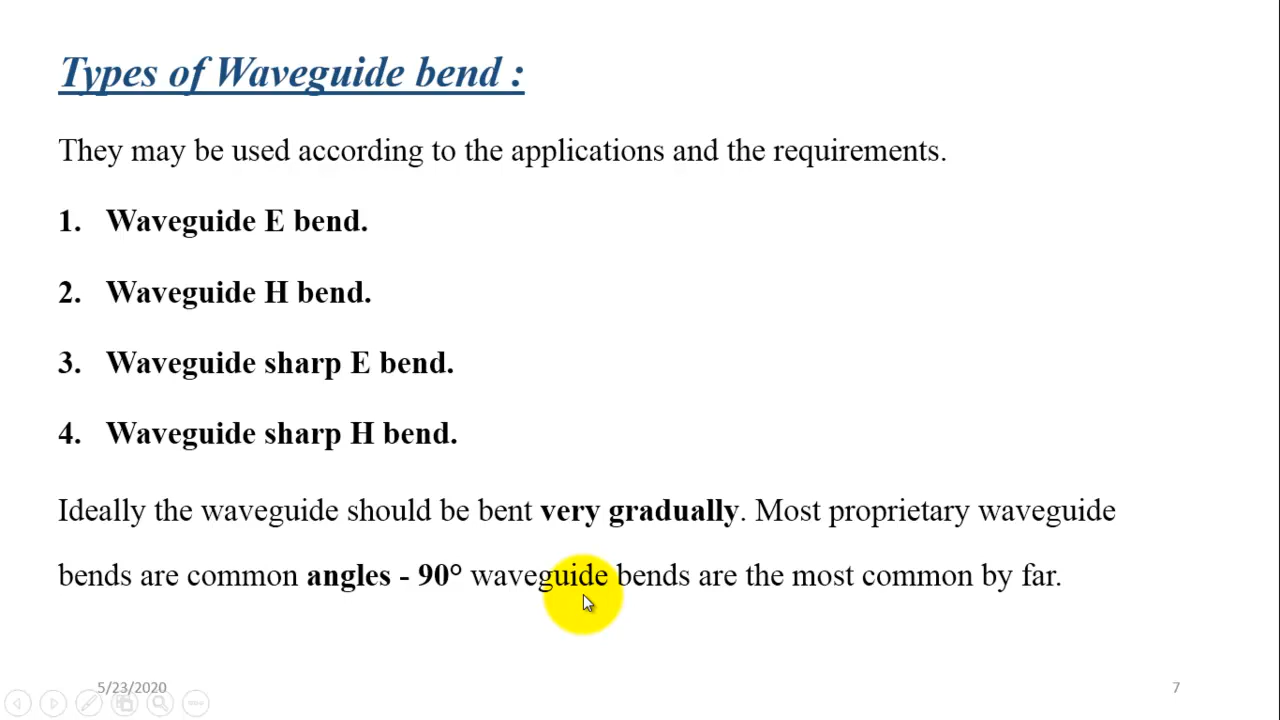 Types of Waveguide bend :
They may be used according to the applications and the requirements.
1. Waveguide E bend.
2. Waveguide H bend.
3. Waveguide sharp E bend.
4. Waveguide sharp H bend.
Ideally the waveguide should be bent very gradually. Most proprietary waveguide
bends are common angles - 90° waveguide bends are the most common by far.
5/23/2020
7